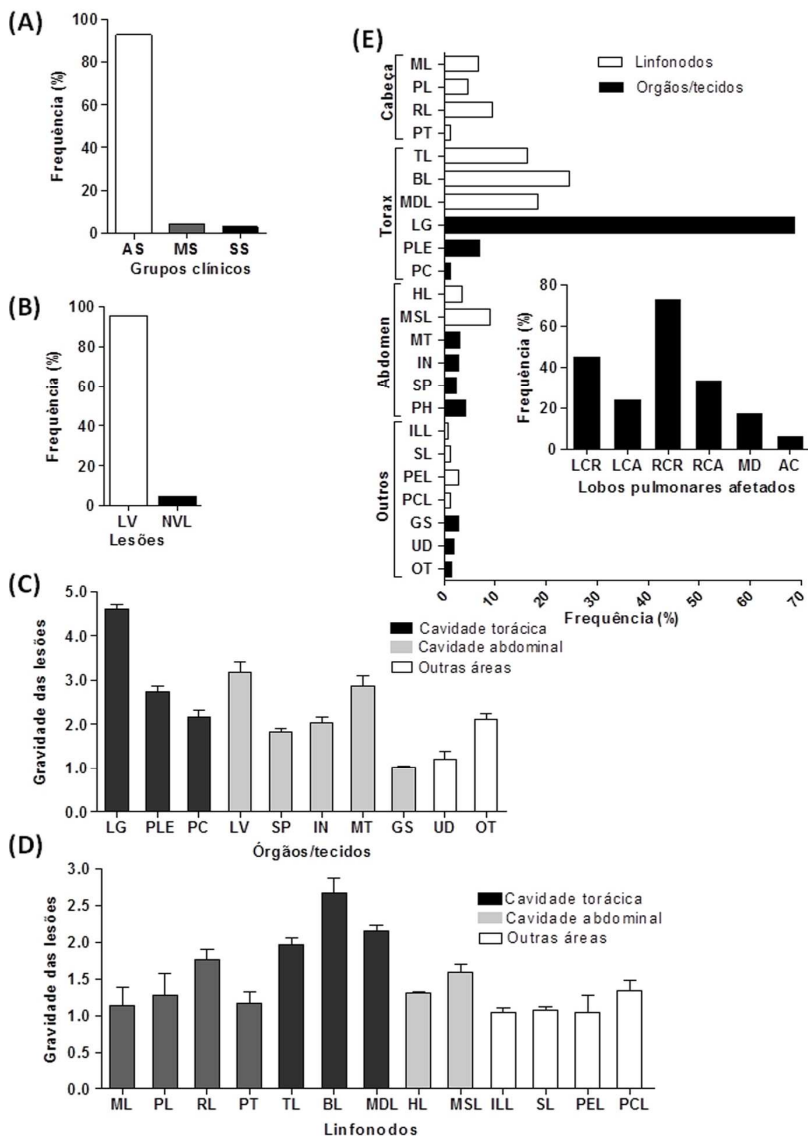 (A)
100
80
60
40
20
0
Frequência (%)
AS MS SS
Grupos clínicos
(B)
100
80
60
40
20
0
Frequência (%)
LV NVL
Lesões
(E)
Linfonodos
Orgãos/tecidos
Cabeça
ML
PL
RL
PT
Torax
TL
BL
MDL
LG
PLE
PC
Abdomen
HL
MSL
MT
IN
SP
PH
Outros
ILL
SL
PEL
PCL
GS
UD
OT
0 10 20 30 40 50 60 70
Frequência (%)
80
60
40
20
0
Frequência (%)
LCR LCA RCR RCA MD AC
Lobos pulmonares afetados
(C)
5.0
4.0
3.0
2.0
1.0
0.0
Gravidade das lesões
Cavidade torácica
Cavidade abdominal
Outras áreas
LG PLE PC LV SP IN MT GS UD OT
Órgãos/tecidos
(D)
3.0
2.5
2.0
1.5
1.0
0.5
0.0
Gravidade das lesões
Cavidade torácica
Cavidade abdominal
Outras áreas
ML PL RL PT TL BL MDL HL MSL ILL SL PEL PCL
Linfonodos